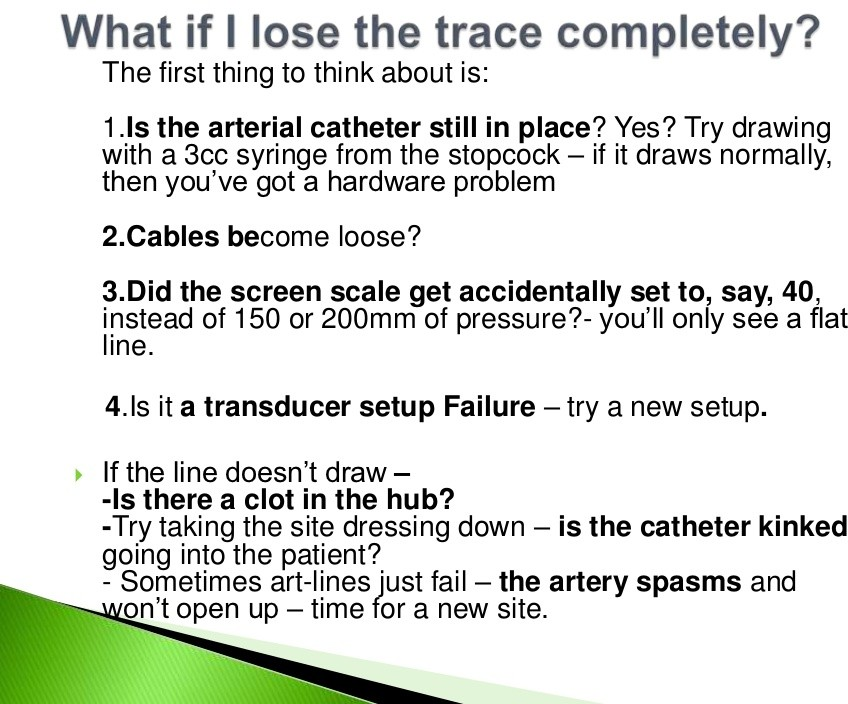 What if I lose the trace completely?
The first thing to think about is:
1.Is the arterial catheter still in place? Yes? Try drawing
with a 3cc syringe from the stopcock – if it draws normally,
then you’ve got a hardware problem
2.Cables become loose?
3.Did the screen scale get accidentally set to, say, 40,
instead of 150 or 200mm of pressure?- you’ll only see a flat
line.
4.Is it a transducer setup Failure – try a new setup.
If the line doesn’t draw –
-Is there a clot in the hub?
-Try taking the site dressing down – is the catheter kinked
going into the patient?
- Sometimes art-lines just fail – the artery spasms and
won’t open up – time for a new site.